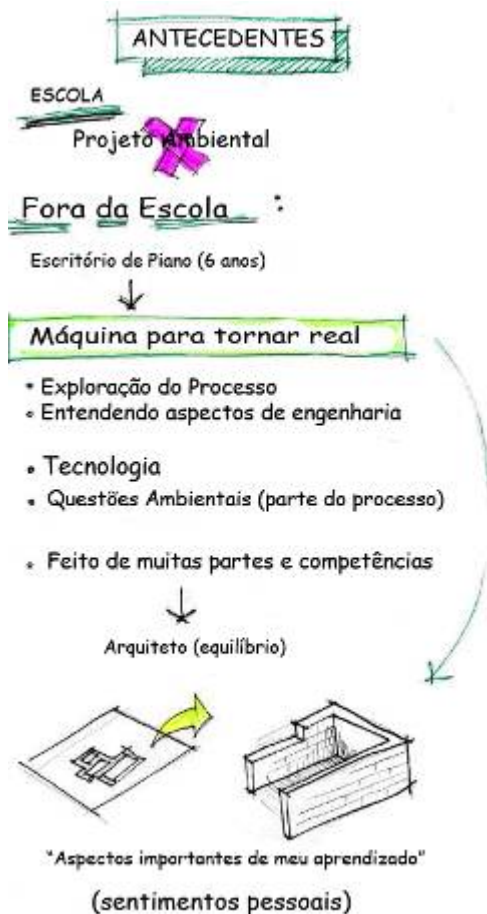 ANTECEDENTES
ESCOLA
Projeto Ambiental
Fora da Escola :
Escritório de Piano (6 anos)
Máquina para tornar real
• Exploração do Processo
• Entendendo aspectos de engenharia
• Tecnologia
• Questões Ambientais (parte do processo)
• Feito de muitas partes e competências
Arquiteto (equilíbrio)
"Aspectos importantes de meu aprendizado"
(sentimentos pessoais)